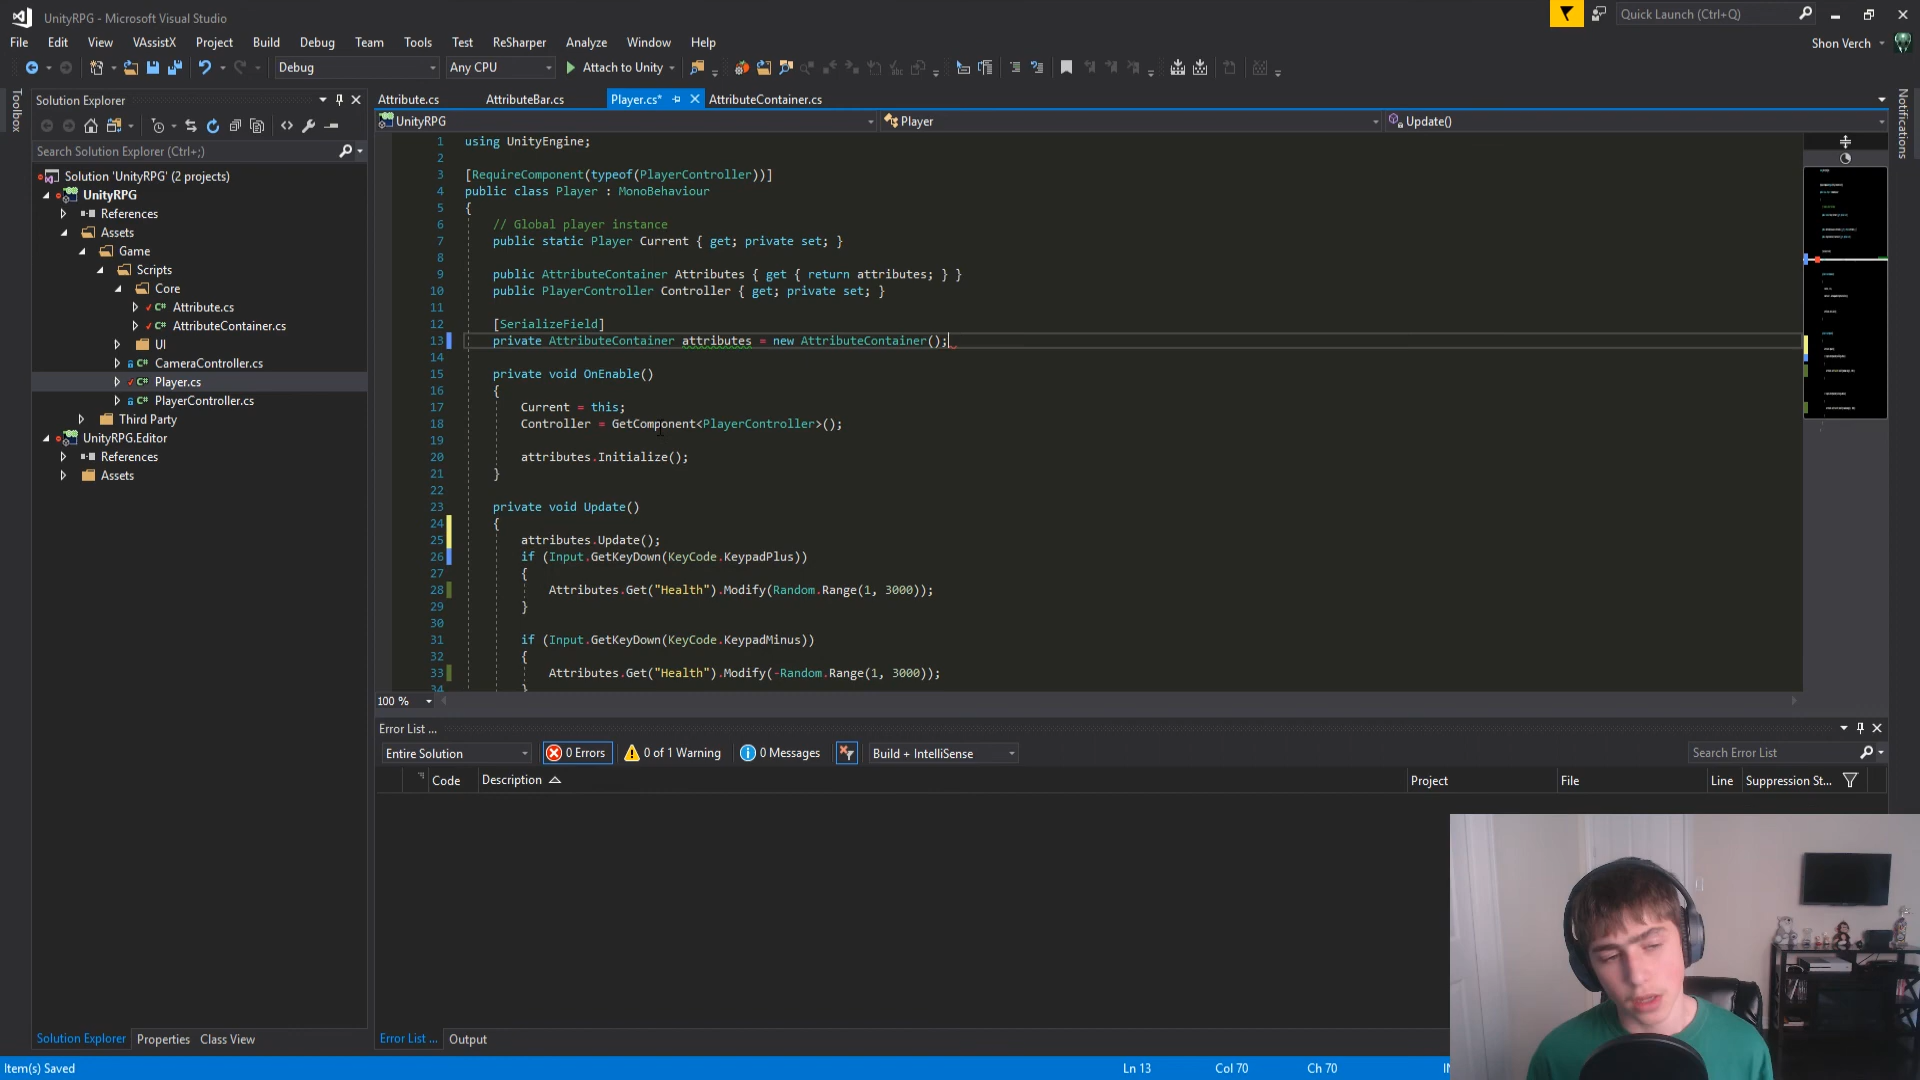 UnityRPG - Microsoft Visual Studio
Quick Launch (Ctrl+Q)
File Edit View VAssistX Project Build Debug Team Tools Test ReSharper Analyze Window Help
Shon Verch
Debug Any CPU Attach to Unity
Toolbox
Solution Explorer
Search Solution Explorer (Ctrl+;)
Solution 'UnityRPG' (2 projects)
UnityRPG
References
Assets
Game
Scripts
Core
Attribute.cs
AttributeContainer.cs
UI
CameraController.cs
Player.cs
PlayerController.cs
Third Party
UnityRPG.Editor
References
Assets
Solution Explorer Properties Class View
Attribute.cs AttributeBar.cs Player.cs* AttributeContainer.cs
UnityRPG Player Update()
1 using UnityEngine;
2
3 [RequireComponent(typeof(PlayerController))]
4 public class Player : MonoBehaviour
5 {
6 // Global player instance
7 public static Player Current { get; private set; }
8
9 public AttributeContainer Attributes { get { return attributes; } }
10 public PlayerController Controller { get; private set; }
11
12 [SerializeField]
13 private AttributeContainer attributes = new AttributeContainer();
14
15 private void OnEnable()
16 {
17 Current = this;
18 Controller = GetComponent<PlayerController>();
19
20 attributes.Initialize();
21 }
22
23 private void Update()
24 {
25 attributes.Update();
26 if (Input.GetKeyDown(KeyCode.KeypadPlus))
27 {
28 Attributes.Get("Health").Modify(Random.Range(1, 3000));
29 }
30
31 if (Input.GetKeyDown(KeyCode.KeypadMinus))
32 {
33 Attributes.Get("Health").Modify(-Random.Range(1, 3000));
34 }
100 %
Notifications
Error List ...
Entire Solution 0 Errors 0 of 1 Warning 0 Messages Build + IntelliSense Search Error List
Code Description Project File Line Suppression St...
Error List ... Output
Item(s) Saved Ln 13 Col 70 Ch 70